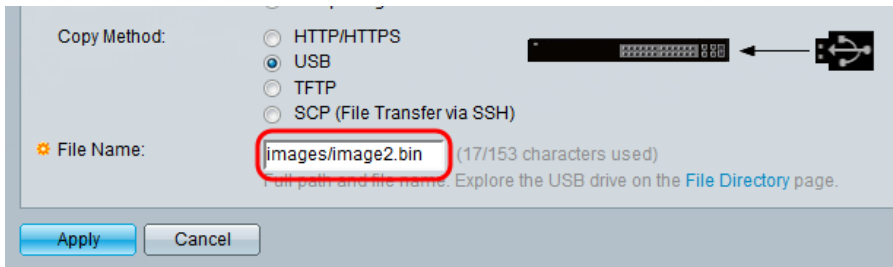 Copy Method:
HTTP/HTTPS
USB
TFTP
SCP (File Transfer via SSH)
File Name:
images/image2.bin (17/153 characters used)
Full path and file name. Explore the USB drive on the File Directory page.
Apply Cancel